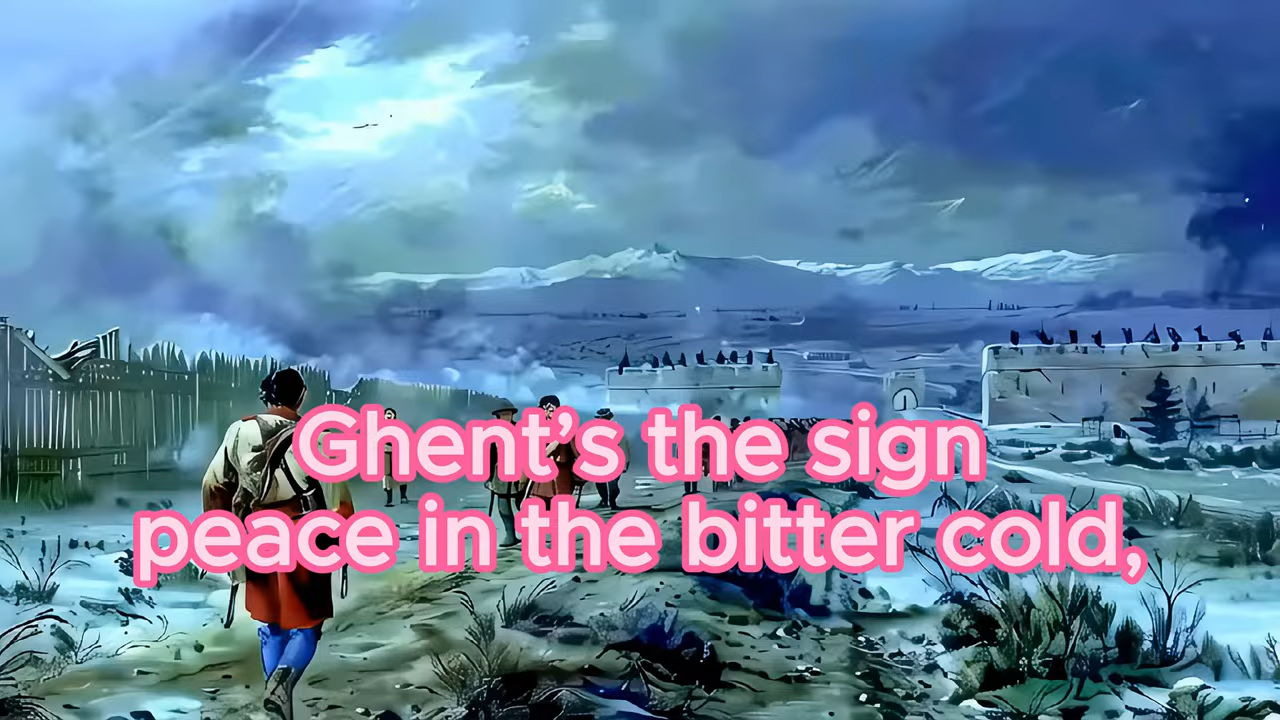 Ghent’s the sign
peace in the bitter cold,